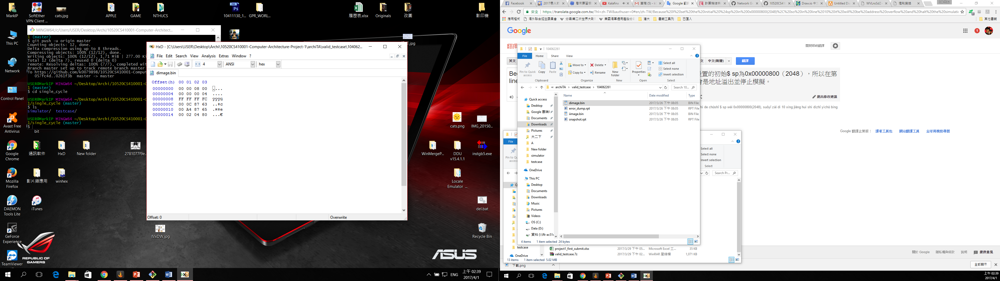 MarkIP
SoftEther
VPN Client ...
cats.jpg
APPLE
GAME
NTHUCS
10411130_1...
GPR_WORL...
履歷表.xlsx
Originals
改圖
影印機
This PC
Network
Control Panel
Avast Free
Antivirus
bit
Google
Chrome
通訊軟件
HxD
New folder
2781077f9e...
Mozilla
Firefox
影片類應用
winhex
DAEMON
Tools Lite
iTunes
GeForce
Experience
TeamViewer
IVxDW.jpg
cats.png
IMG_20150...
WinMergeP...
DDU
v15.4.1.1
instgb5.exe
Locale
Emulator ...
del.bat
Recycle Bin
REPUBLIC OF
GAMERS
ASUS
MINGW64:/c/Users/USER/Desktop/Archi/10520CS410001-Computer-Architect...
1 (master)
$ git push -u origin master
Counting objects: 12, done.
Delta compression using up to 8 threads.
Compressing objects: 100% (12/12), done.
Writing objects: 100% (12/12), 1.71 MiB | 277.00 Ki
Total 12 (delta 7), reused 0 (delta 0)
remote: Resolving deltas: 100% (7/7), completed wit
Branch master set up to track remote branch master
To https://github.com/k0079898/10520CS410001-Comput
057fc4d..0261f3b  master -> master
USER@MarkIP MINGW64 ~/Desktop/Archi/10520CS410001-C
1 (master)
$ cd single_cycle
USER@MarkIP MINGW64 ~/Desktop/Archi/10520CS410001-C
1/single_cycle (master)
$ ls
simulator/  testcase/
USER@MarkIP MINGW64 ~/Desktop/Archi/10520CS410001-C
1/single_cycle (master)
$
HxD - [C:\Users\USER\Desktop\Archi\10520CS410001-Computer-Architecture-Project-1\archiTA\valid_testcase\104062...
File Edit Search View Analysis Extras Window ?
4 ANSI hex
dimage.bin
Offset(h) 00 01 02 03
00000000 00 00 08 00 ....
00000004 00 00 00 04 ....
00000008 FF FF FF FC ÿÿÿü
0000000C 00 0C 87 63 ..‡c
00000010 00 A4 87 65 .¤‡e
00000014 00 02 04 80 ...€
Offset: 0 Overwrite
ENG
上午 02:39
2017/4/1
Facebook
2017愚人節
看來要習慣
Kalafina
Google 翻譯
計算機結構
Network G
10520CS41
Draw.io 中文
Untitled Dia
WVLnsSdZ
進制變換
Tok Hou
安全 https://translate.google.com.tw/?hl=zh-TW&authuser=0#en/zh-TW/Because%20I%20set%20the%20initial%20%24sp%20in%200x00000800(2048)%2C%20so%20in%20line%2010%20it%20will%20be%20address%20overflow%20and%20halt%20the%20simulati
應用程式
海外聯合招生委員會
分類:第二次世界大戰
美國海軍通用艦船分
清大
書籤工具列
已匯入
其他書籤
Google
1
翻譯
關閉即時翻譯
英文
文 中文(簡體)
翻譯
Be
line
設置的初始$ sp為0x00000800（2048），所以在第
會是地址溢出並停止模擬。
提出修改建議
hi de chūshǐ $ sp wèi 0x00000800(2048), suǒyǐ zài dì 10 xíng jiāng huì shì dìzhǐ yìchū bìng
Google 翻譯企業版： 譯者工具包 網站翻譯工具 全球商機搜尋器
104062261
File Home Share View
Pin to Quick
access
Copy
Paste
Clipboard
Move to
Copy to
Delete
Rename
Organize
New
folder
New
Properties
Open
Select all
Select none
Invert selection
Select
archiTA > valid_testcase > 104062261
Search 10...
Name Date modified Type
dimage.bin 2017/3/26 下午 08:05 BIN File
error_dump.rpt 2017/3/26 下午 08:05 RPT File
iimage.bin 2017/3/26 下午 08:05 BIN File
snapshot.rpt 2017/3/26 下午 08:05 RPT File
Quick access
Desktop
Google 雲端
Documents
Downloads
Pictures
大二下
A
New folder
simulator
testcase
OneDrive
This PC
Desktop
Documents
Downloads
Music
Pictures
Videos
OS (C:)
Data (D:)
資料 (\\Rt-ac51u
4 items 1 item selected 24 bytes
File
Pin to Qu
acces
Select all
Select none
Invert selection
Select
Search Pr...
testcase
OneDrive
project1_first_submit.xlsx 2017/3/29 下午 05... Microsoft Excel 工... 35 KB
valid_testcase.7z 2017/3/29 下午 02... WinRAR 壓縮檔 1,071 KB
13 items 1 item selected 5.02 MB
關於 Google 隱私權與條款 說明 提供意見
下載.png
全部顯示
上午 02:39
2017/4/1